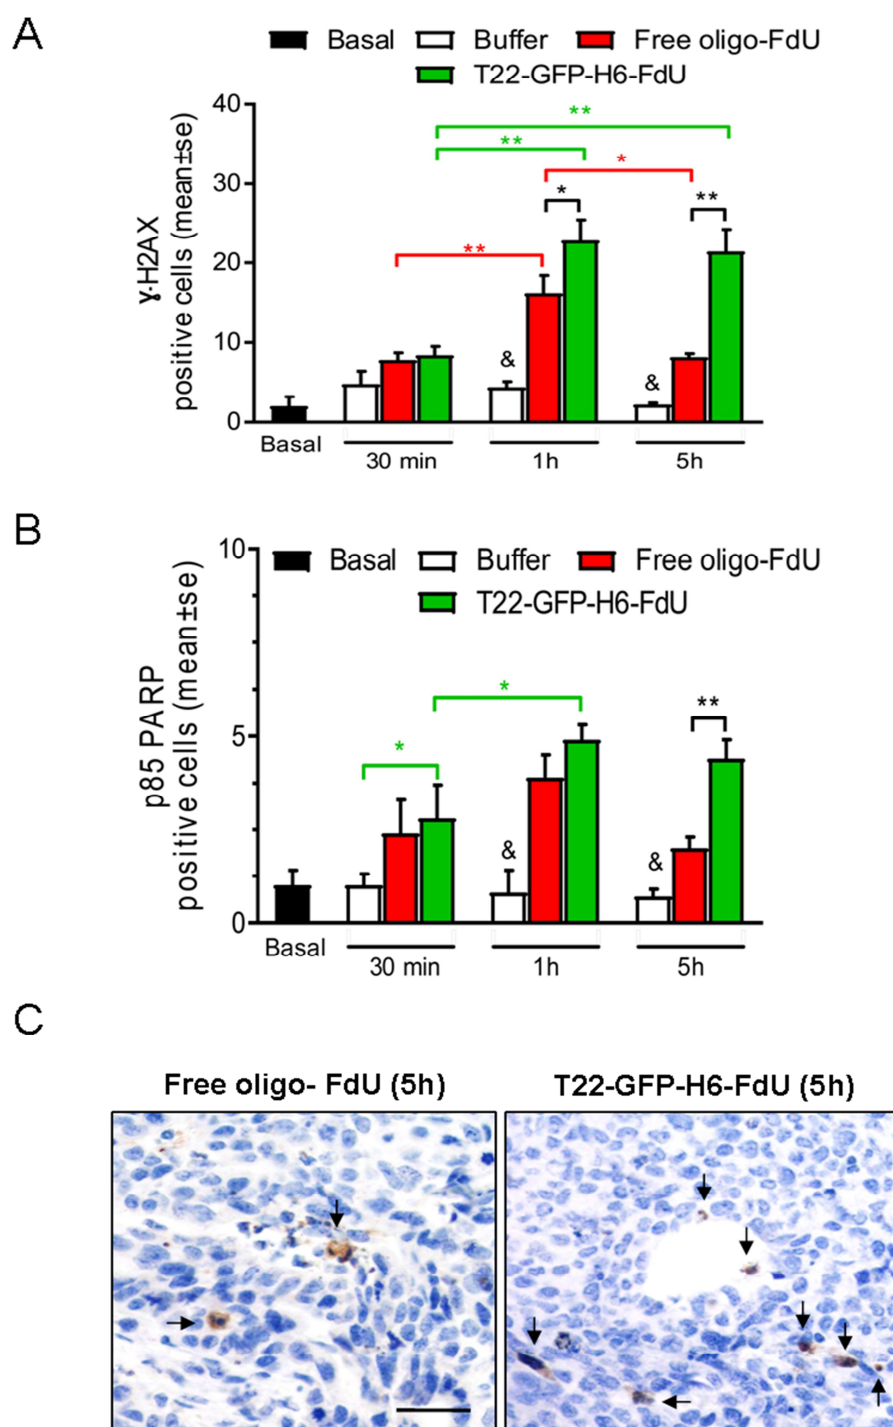 A
Basal Buffer Free oligo-FdU
T22-GFP-H6-FdU
ɣ-H2AX
positive cells (mean±se)
40
30
20
10
0
**
**
*
*
**
**
&
&
Basal
30 min 1h 5h
B
Basal Buffer Free oligo-FdU
T22-GFP-H6-FdU
p85 PARP
positive cells (mean±se)
10
5
0
*
**
*
&
&
Basal
30 min 1h 5h
C
Free oligo- FdU (5h) T22-GFP-H6-FdU (5h)